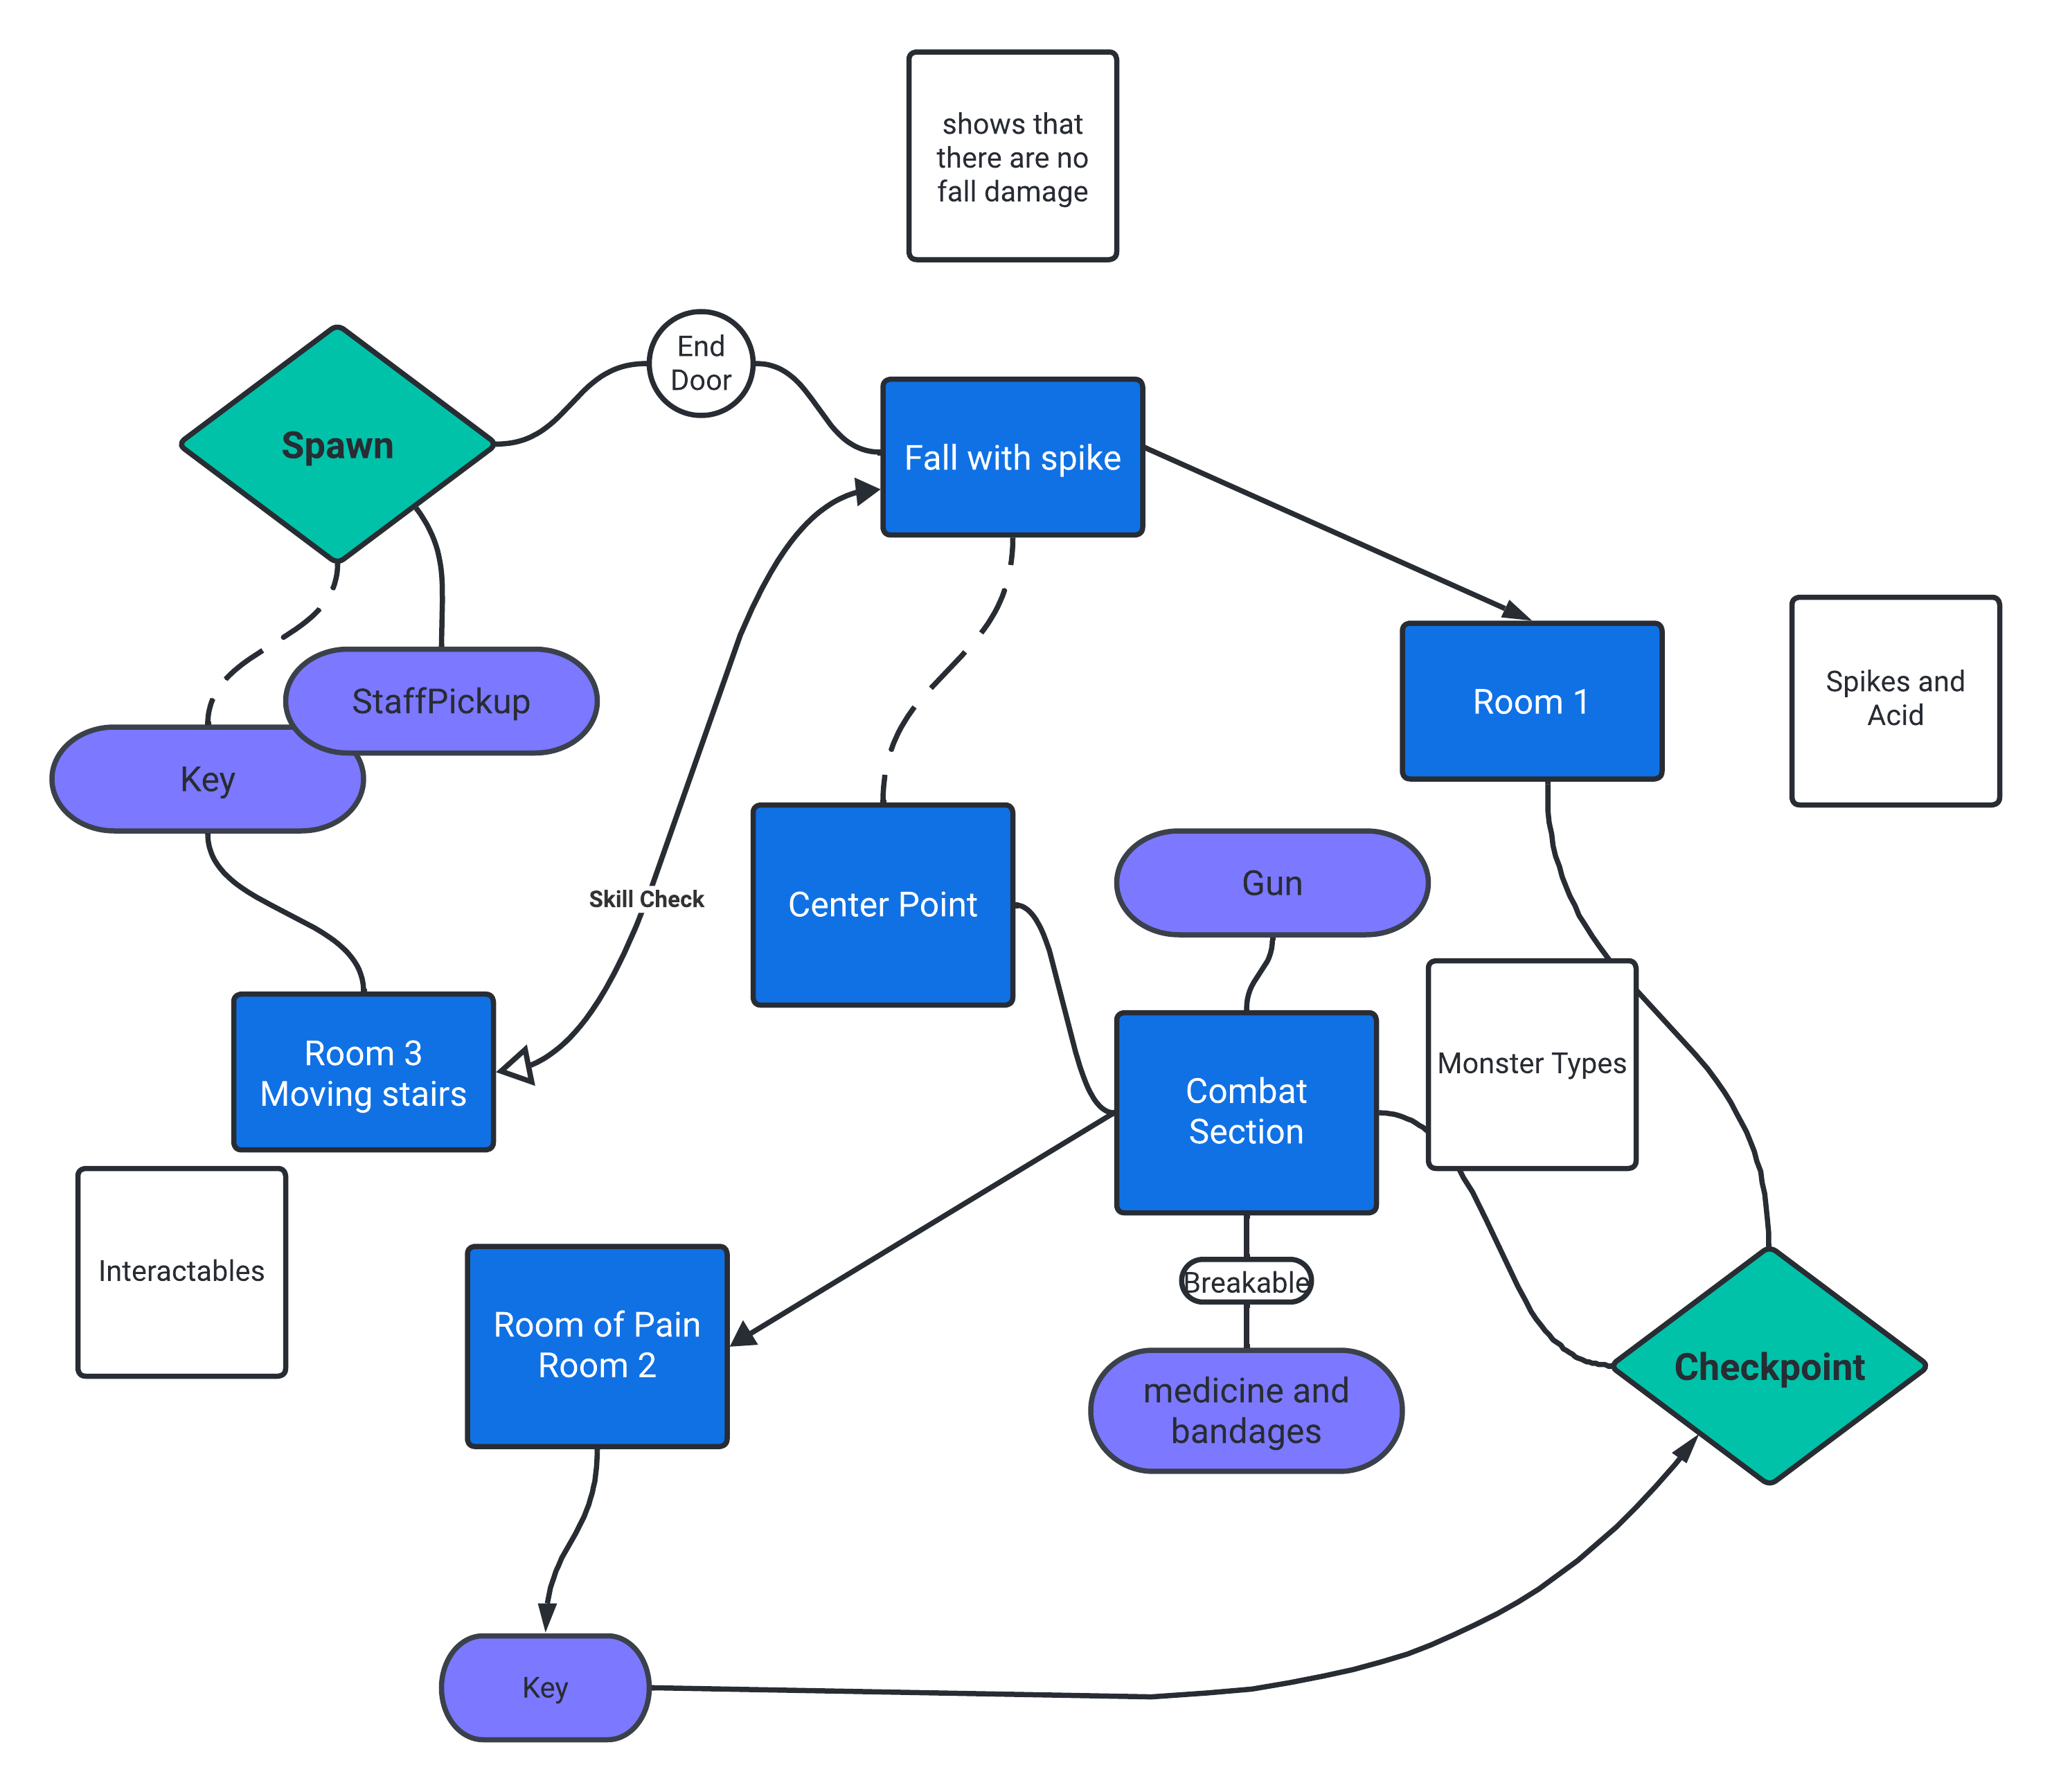 shows that
there are no
fall damage
End
Door
Spawn
Fall with spike
StaffPickup
Room 1
Spikes and
Acid
Key
Skill Check
Center Point
Gun
Room 3
Moving stairs
Monster Types
Combat
Section
Interactables
Breakable
Room of Pain
Room 2
Checkpoint
medicine and
bandages
Key